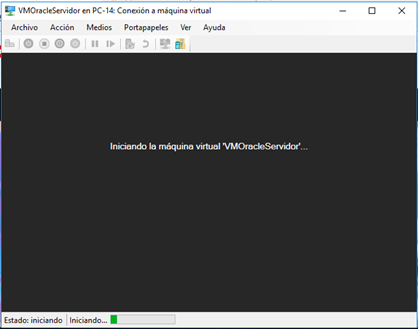 VMOracleServidor en PC-14: Conexión a máquina virtual
Archivo Acción Medios Portapapeles Ver Ayuda
Iniciando la máquina virtual 'VMOracleServidor'...
Estado: iniciando Iniciando...